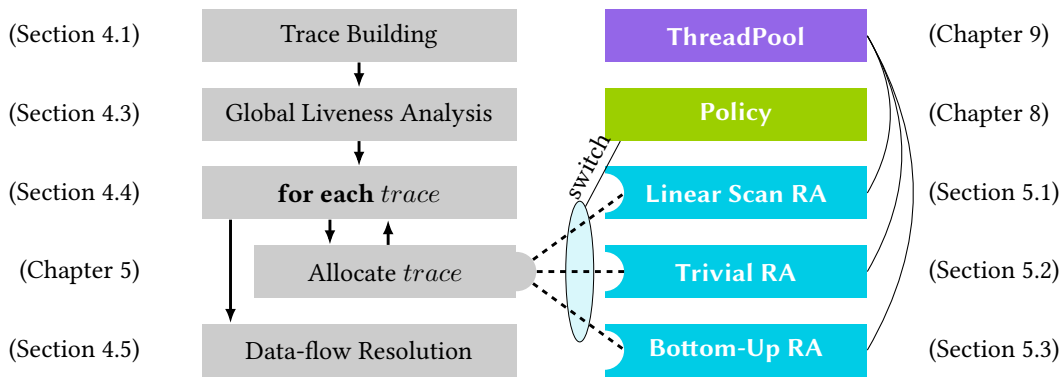 (Section 4.1) Trace Building ThreadPool (Chapter 9)
(Section 4.3) Global Liveness Analysis Policy (Chapter 8)
switch
(Section 4.4) for each trace Linear Scan RA (Section 5.1)
(Chapter 5) Allocate trace Trivial RA (Section 5.2)
(Section 4.5) Data-flow Resolution Bottom-Up RA (Section 5.3)